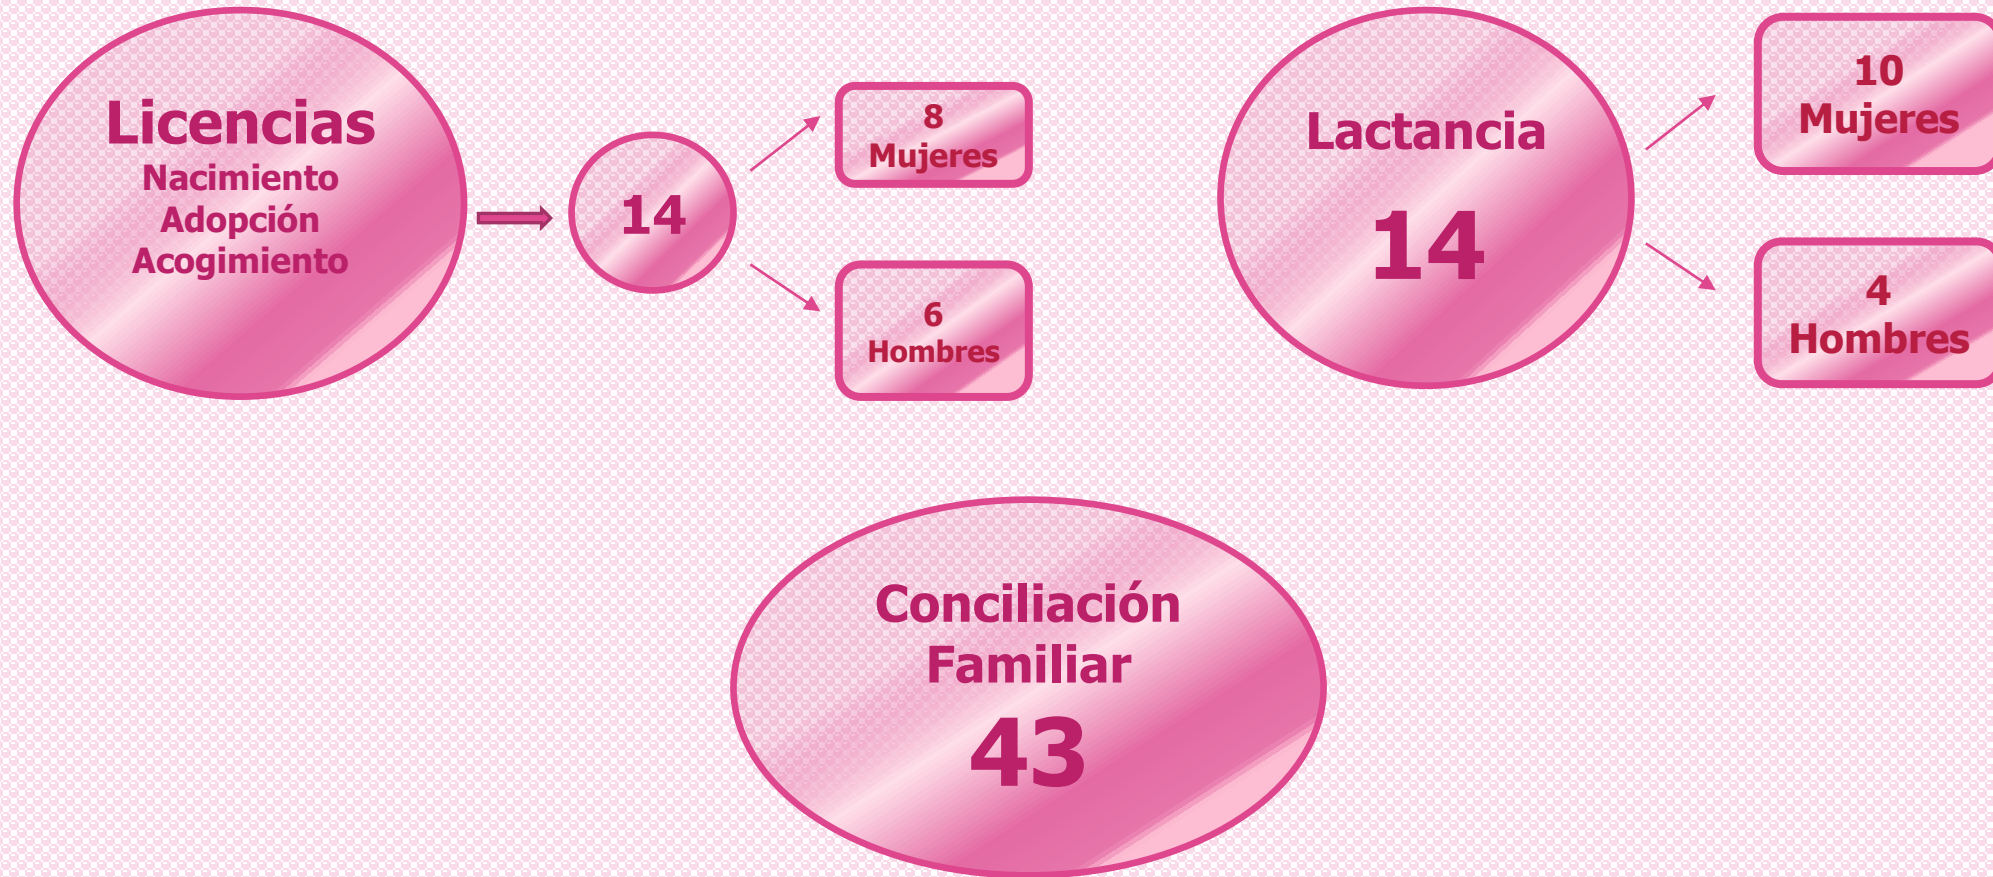 Licencias
Nacimiento
Adopción
Acogimiento
14
8
Mujeres
6
Hombres
Lactancia
14
10
Mujeres
4
Hombres
Conciliación
Familiar
43